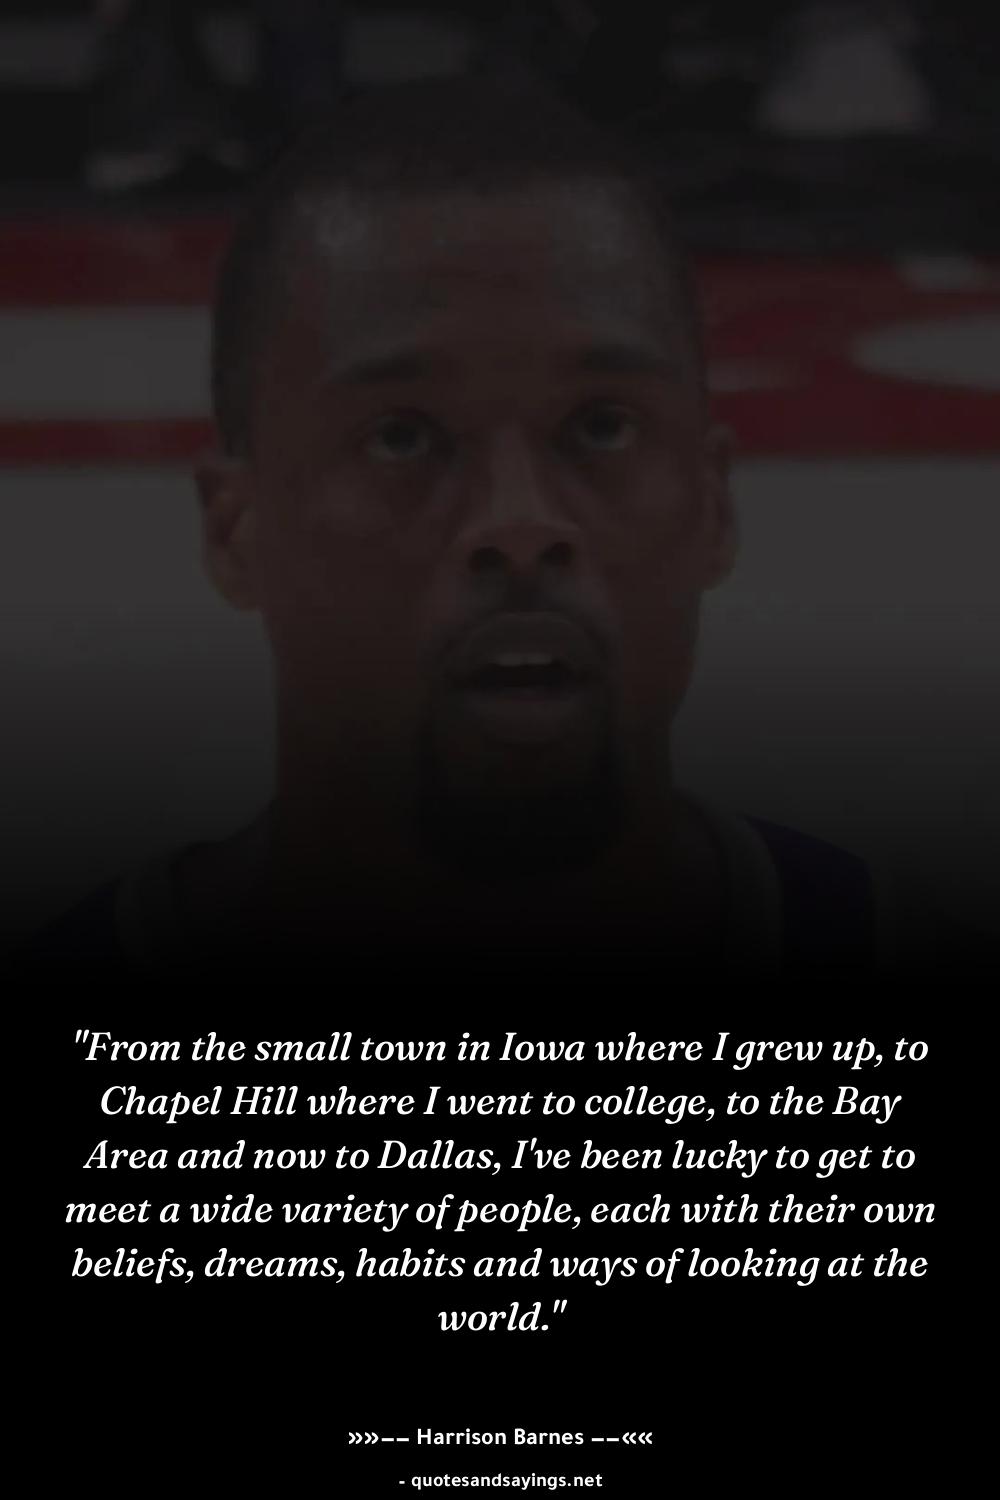 "From the small town in Iowa where I grew up, to
Chapel Hill where I went to college, to the Bay
Area and now to Dallas, I've been lucky to get to
meet a wide variety of people, each with their own
beliefs, dreams, habits and ways of looking at the
world."
»»−− Harrison Barnes −−««
- quotesandsayings.net